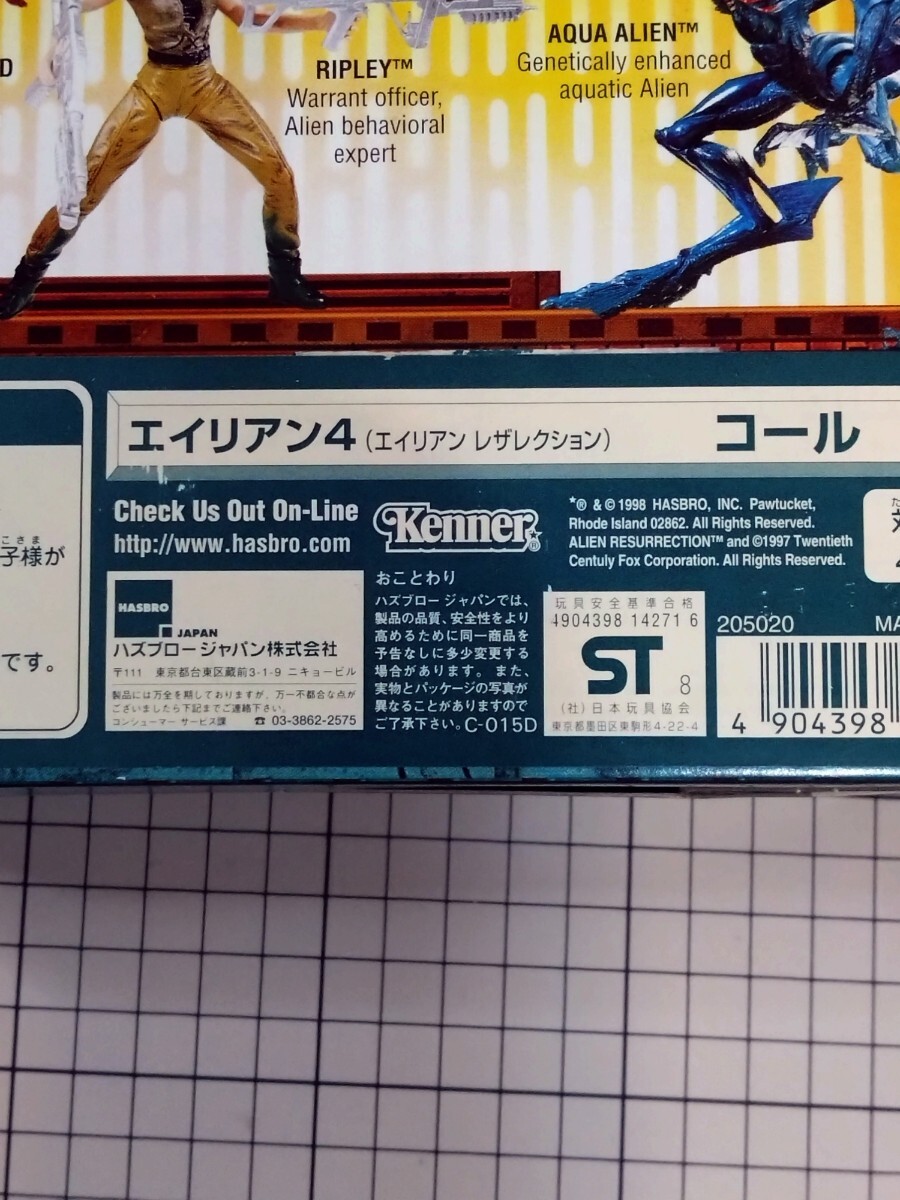 D
RIPLEY™
Warrant officer,
Alien behavioral
expert
AQUA ALIEN™
Genetically enhanced
aquatic Alien
エイリアン4(エイリアン レザレクション)
コール
こさま
子様が
です。
Check Us Out On-Line
http://www.hasbro.com
Kenner®
*® & © 1998 HASBRO, INC. Pawtucket,
Rhode Island 02862. All Rights Reserved.
ALIEN RESURRECTION™ and ©1997 Twentieth
Centuly Fox Corporation. All Rights Reserved.
HASBRO
JAPAN
ハズブロー ジャパン株式会社
〒111 東京都台東区蔵前3-1-9 ニキョービル
製品には万全を期しておりますが、万一不都合な点が
ございましたら下記までご連絡下さい。
コンシューマー サービス課 ☎ 03-3862-2575
おことわり
ハズブロー ジャパンでは、
製品の品質、安全性をより
高めるために同一商品を
予告なしに多少変更する
場合があります。また、
実物とパッケージの写真が
異なることがありますので
ご了承下さい。C-015D
玩具安全基準合格
4904398 14271 6
ST
8
(社)日本玩具協会
東京都墨田区東駒形4-22-4
205020
MA
4 904398